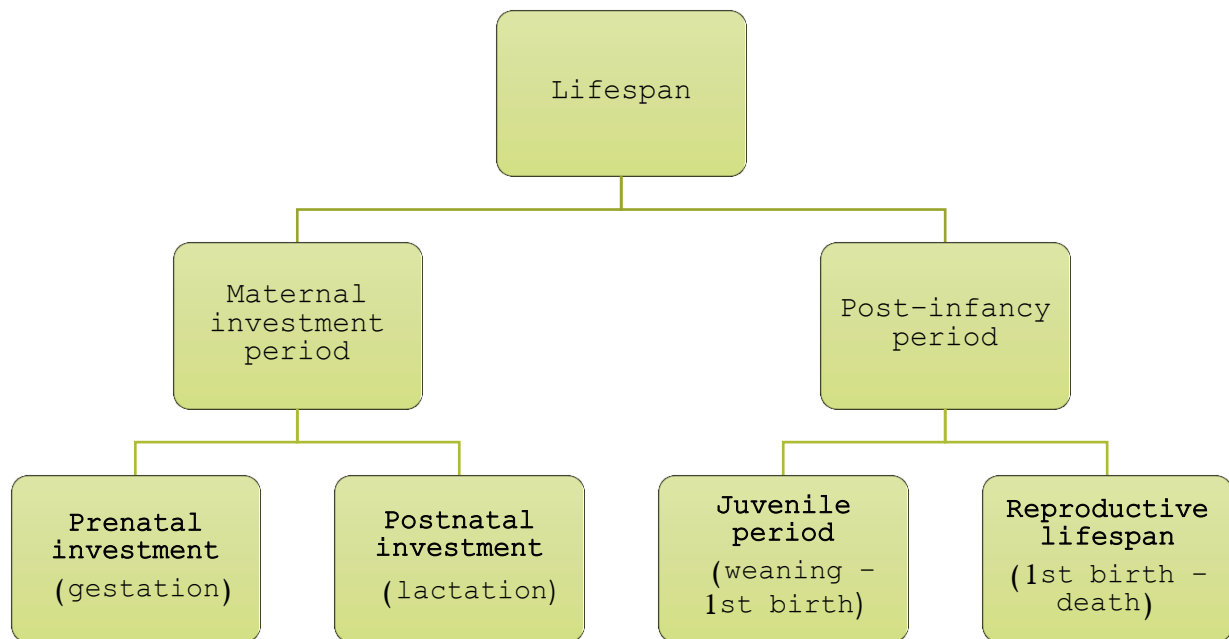 Lifespan
Maternal
investment
period
Post-infancy
period
Prenatal
investment
(gestation)
Postnatal
investment
(lactation)
Juvenile
period
(weaning –
1st birth)
Reproductive
lifespan
(1st birth –
death)